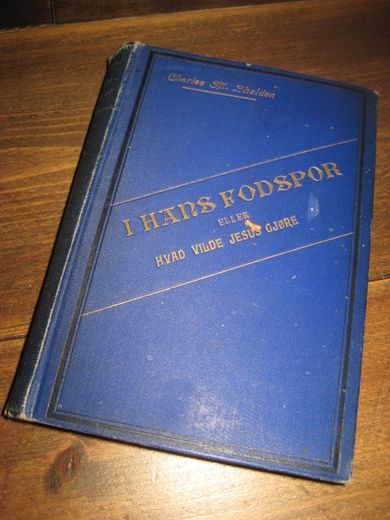 Charles M. Sheldon
I HANS FODSPOR
ELLER
HVAD VILDE JESUS GJØRE